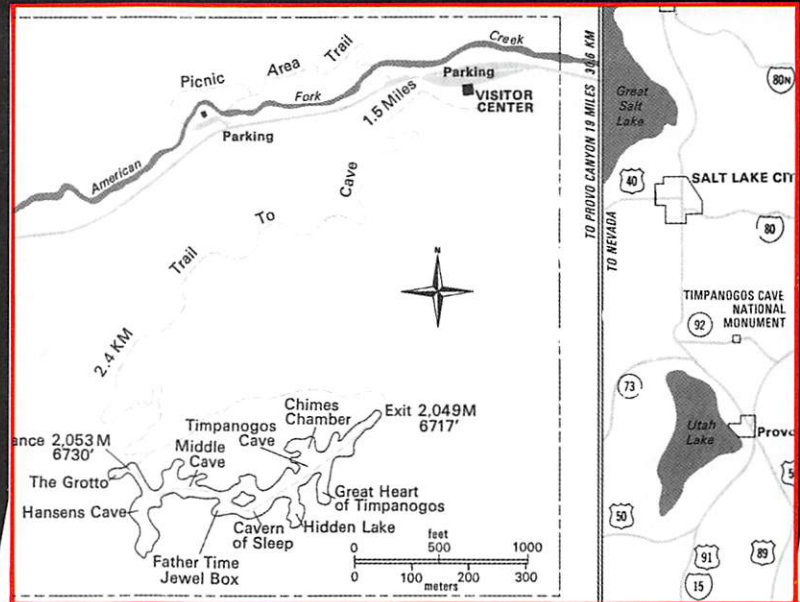 Creek
Picnic Area Trail
Parking
VISITOR
CENTER
Fork
1.5 Miles
Parking
American
Trail To Cave
2.4 KM
N
Chimes
Chamber
Exit 2,049M
6717'
Timpanogos
Cave
ance 2,053M
6730'
Middle
Cave
The Grotto
Hansens Cave
Great Heart
of Timpanogos
Hidden Lake
Cavern
of Sleep
Father Time
Jewel Box
feet
0 500 1000
0 100 200 300
meters
TO PROVO CANYON 19 MILES 30.6 KM
TO NEVADA
80N
Great
Salt
Lake
40
SALT LAKE CIT
80
TIMPANOGOS CAVE
NATIONAL
MONUMENT
92
73
Utah
Lake
Provo
50
91
89
15